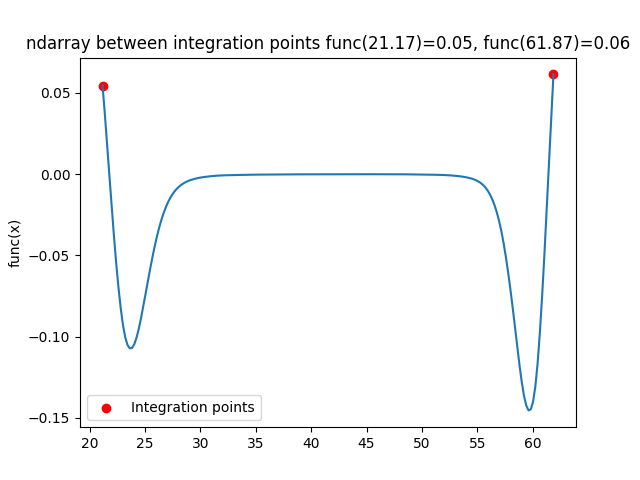 ndarray between integration points func(21.17)=0.05, func(61.87)=0.06
0.05
0.00
−0.05
−0.10
−0.15
func(x)
Integration points
20 25 30 35 40 45 50 55 60